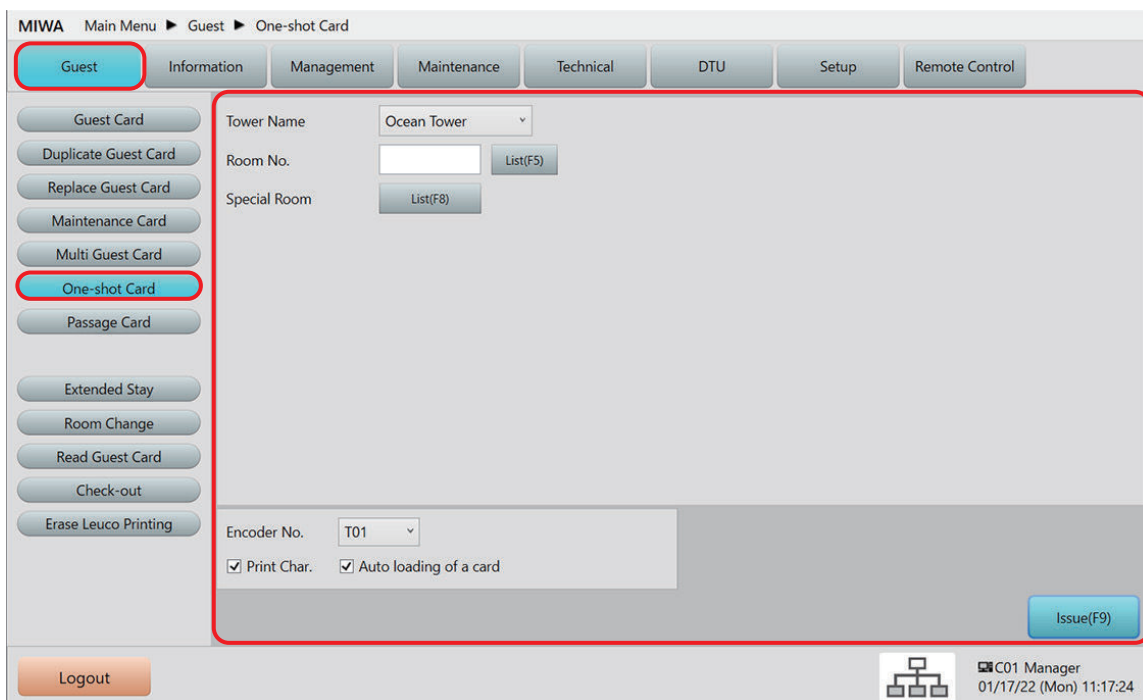 MIWA Main Menu ▶ Guest ▶ One-shot Card
Guest Information Management Maintenance Technical DTU Setup Remote Control
Guest Card
Duplicate Guest Card
Replace Guest Card
Maintenance Card
Multi Guest Card
One-shot Card
Passage Card
Extended Stay
Room Change
Read Guest Card
Check-out
Erase Leuco Printing
Tower Name Ocean Tower
Room No. List(F5)
Special Room List(F8)
Encoder No. T01
Print Char. Auto loading of a card
Issue(F9)
Logout
C01 Manager
01/17/22 (Mon) 11:17:24